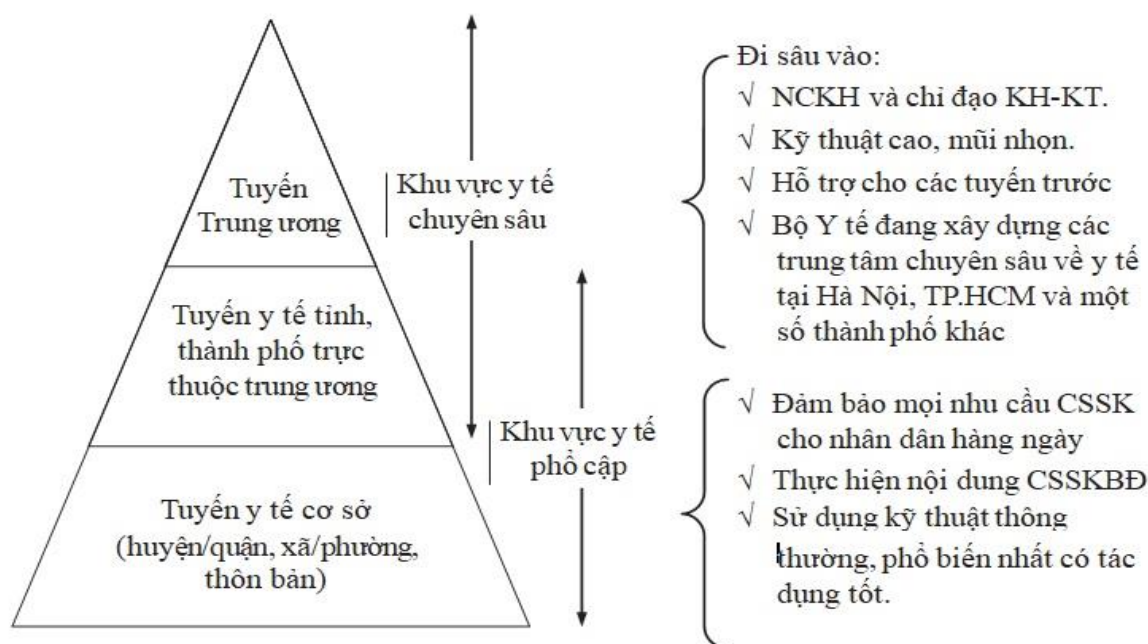 Tuyến
Trung ương
Tuyến y tế tỉnh,
thành phố trực
thuộc trung ương
Tuyến y tế cơ sở
(huyện/quận, xã/phường,
thôn bản)
Khu vực y tế
chuyên sâu
Khu vực y tế
phổ cập
Đi sâu vào:
√ NCKH và chỉ đạo KH-KT.
√ Kỹ thuật cao, mũi nhọn.
√ Hỗ trợ cho các tuyến trước
√ Bộ Y tế đang xây dựng các
trung tâm chuyên sâu về y tế
tại Hà Nội, TP.HCM và một
số thành phố khác
√ Đảm bảo mọi nhu cầu CSSK
cho nhân dân hàng ngày
√ Thực hiện nội dung CSSKBĐ
√ Sử dụng kỹ thuật thông
thường, phổ biến nhất có tác
dụng tốt.